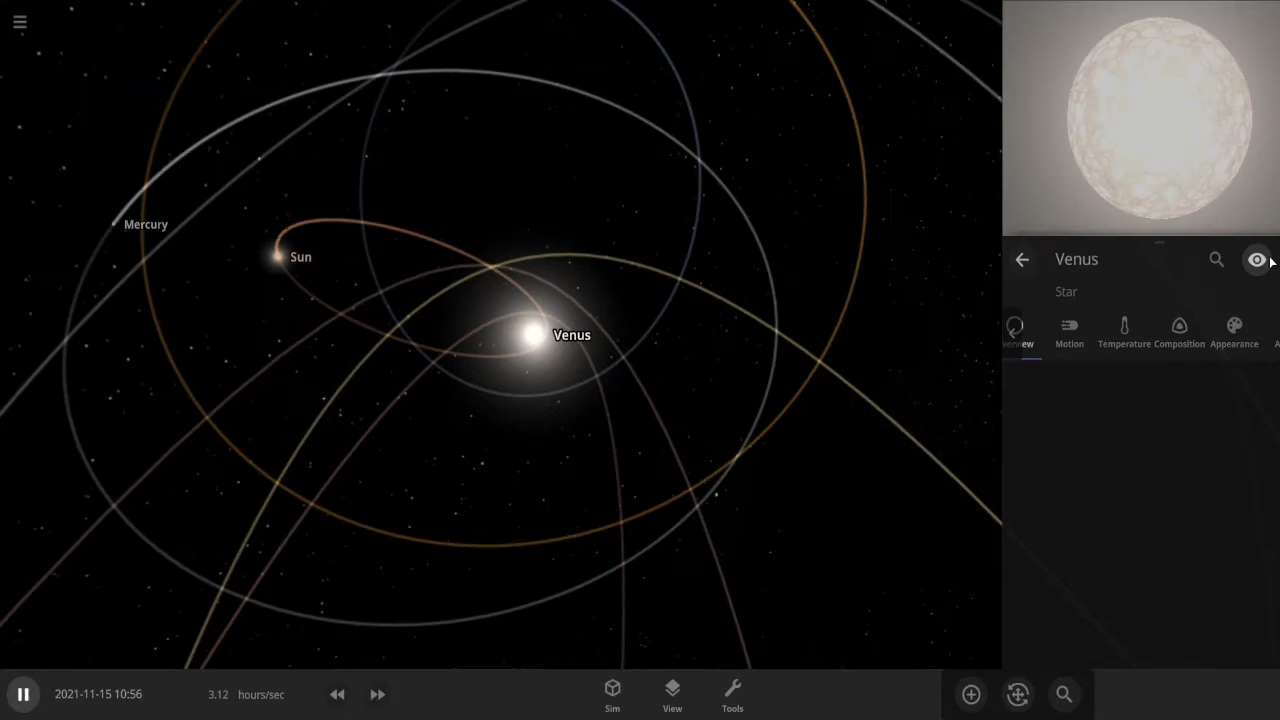 Mercury
Sun
Venus
Venus
Star
Motion
Temperature
Composition
Appearance
2021-11-15 10:56
3.12 hours/sec
Sim
View
Tools